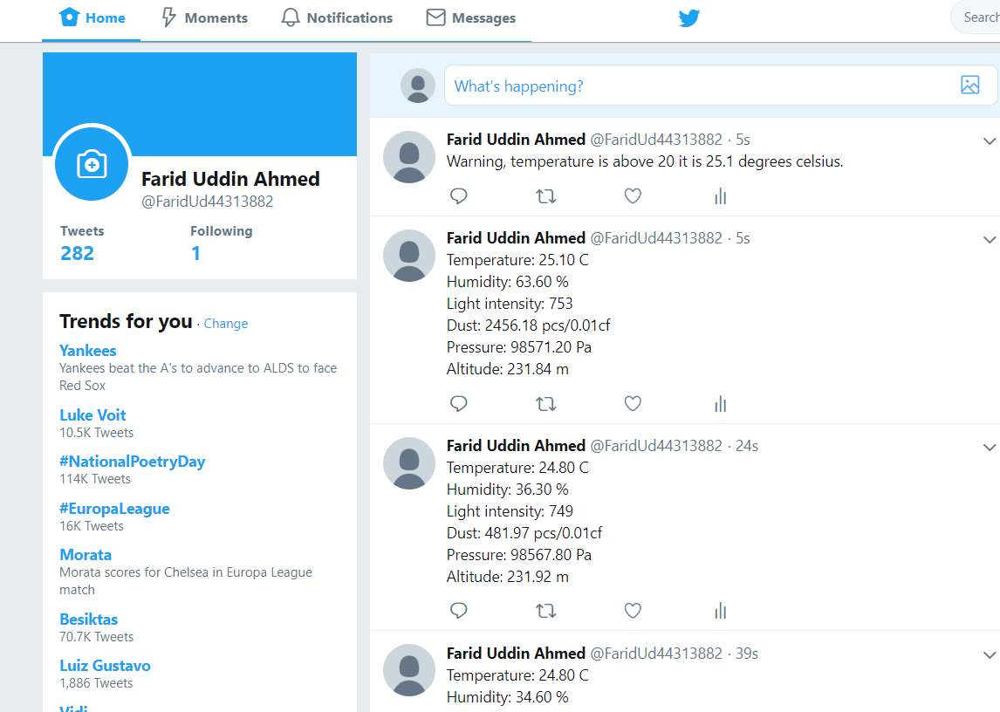 Home Moments Notifications Messages Search
Farid Uddin Ahmed
@FaridUd44313882
Tweets Following
282 1
Trends for you · Change
Yankees
Yankees beat the A's to advance to ALDS to face
Red Sox
Luke Voit
10.5K Tweets
#NationalPoetryDay
114K Tweets
#EuropaLeague
16K Tweets
Morata
Morata scores for Chelsea in Europa League
match
Besiktas
70.7K Tweets
Luiz Gustavo
1,886 Tweets
Vidi
What's happening?
Farid Uddin Ahmed @FaridUd44313882 · 5s
Warning, temperature is above 20 it is 25.1 degrees celsius.
Farid Uddin Ahmed @FaridUd44313882 · 5s
Temperature: 25.10 C
Humidity: 63.60 %
Light intensity: 753
Dust: 2456.18 pcs/0.01cf
Pressure: 98571.20 Pa
Altitude: 231.84 m
Farid Uddin Ahmed @FaridUd44313882 · 24s
Temperature: 24.80 C
Humidity: 36.30 %
Light intensity: 749
Dust: 481.97 pcs/0.01cf
Pressure: 98567.80 Pa
Altitude: 231.92 m
Farid Uddin Ahmed @FaridUd44313882 · 39s
Temperature: 24.80 C
Humidity: 34.60 %